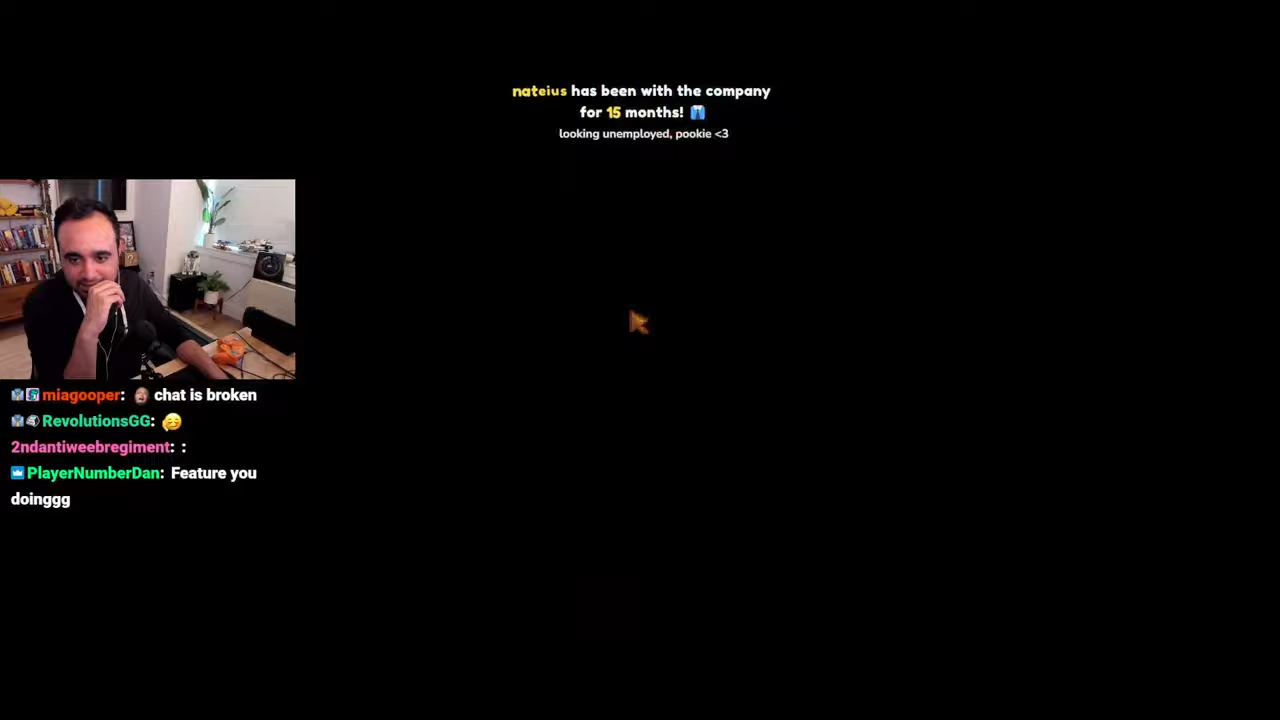 nateius has been with the company
for 15 months!
looking unemployed, pookie <3
miagooper: chat is broken
RevolutionsGG:
2ndantiweebregiment: :
PlayerNumberDan: Feature you
doinggg